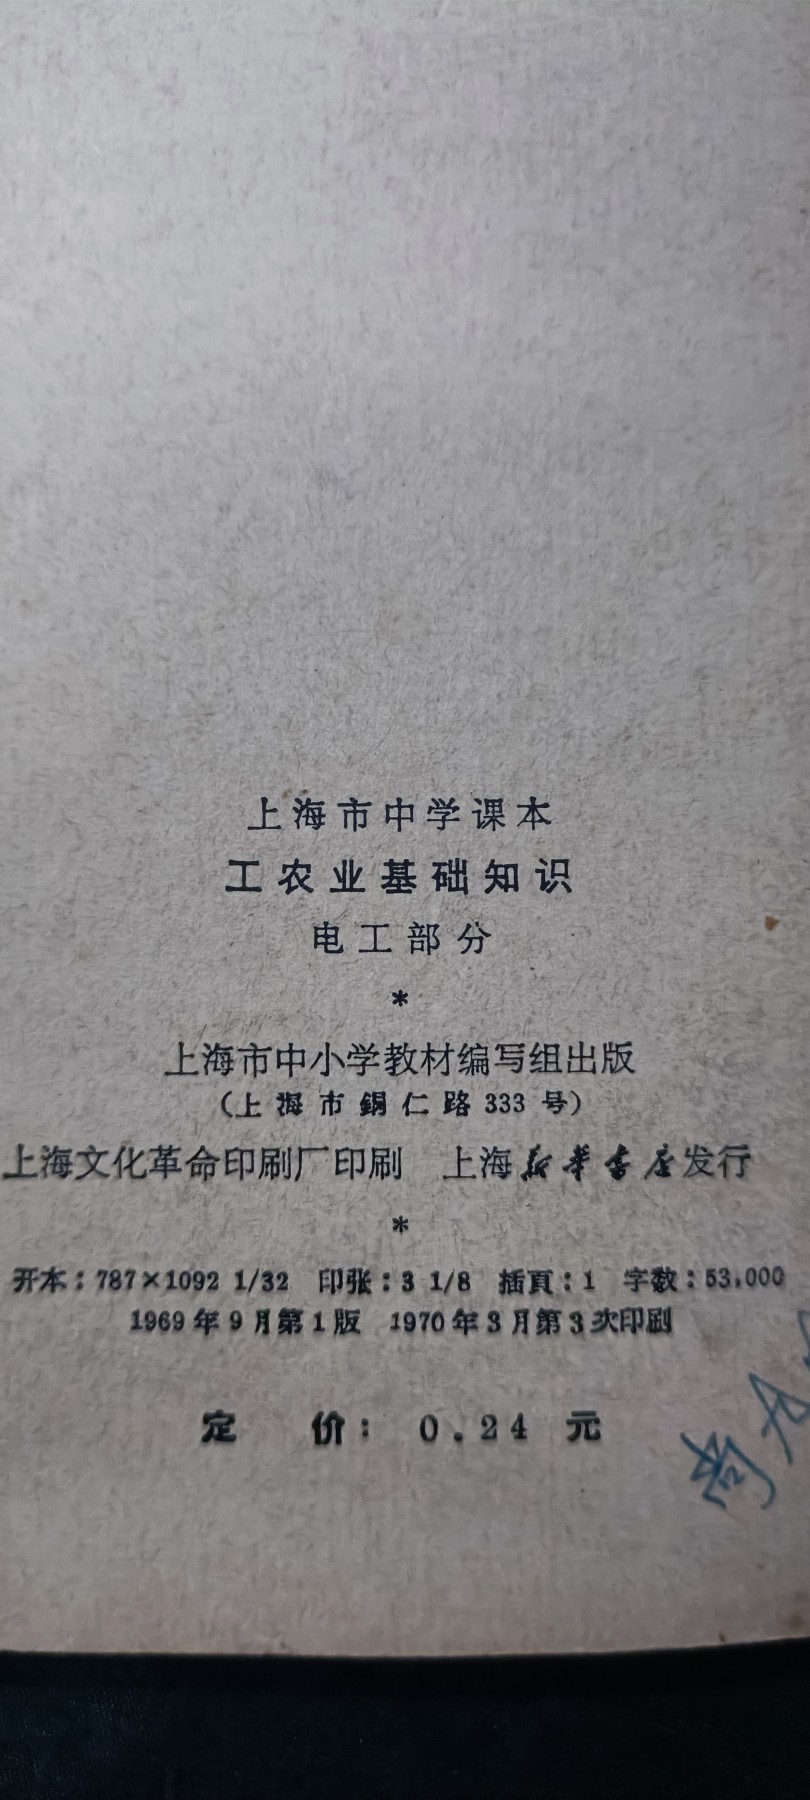 上海市中学课本
工农业基础知识
电工部分
*
上海市中小学教材编写组出版
(上海市銅仁路 333 号)
上海文化革命印刷厂印刷 上海新华书店发行
*
开本：787×1092 1/32 印张：3 1/8 插頁：1 字数：53,000
1969年9月第1版 1970年3月第3次印刷
定 价： 0.24 元